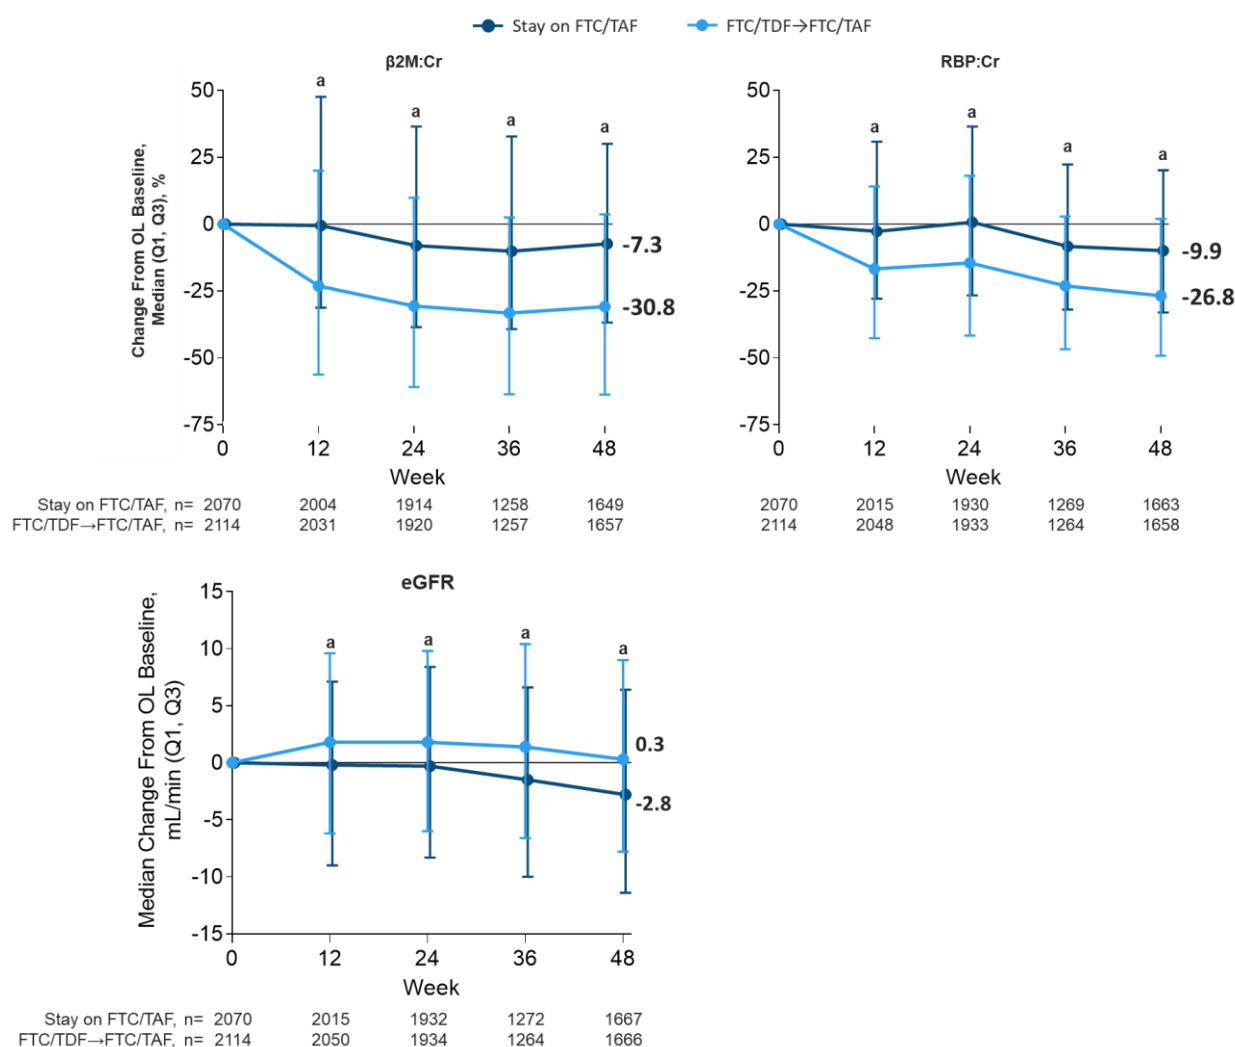 Stay on FTC/TAF
FTC/TDF→FTC/TAF
β2M:Cr
Change From OL Baseline,
Median (Q1, Q3), %
50
25
0
-25
-50
-75
a
a
a
a
-7.3
-30.8
0
12
24
36
48
Week
Stay on FTC/TAF, n= 2070 2004 1914 1258 1649
FTC/TDF→FTC/TAF, n= 2114 2031 1920 1257 1657
RBP:Cr
50
25
0
-25
-50
-75
a
a
a
a
-9.9
-26.8
0
12
24
36
48
Week
2070 2015 1930 1269 1663
2114 2048 1933 1264 1658
eGFR
Median Change From OL Baseline,
mL/min (Q1, Q3)
15
10
5
0
-5
-10
-15
a
a
a
a
0.3
-2.8
0
12
24
36
48
Week
Stay on FTC/TAF, n= 2070 2015 1932 1272 1667
FTC/TDF→FTC/TAF, n= 2114 2050 1934 1264 1666